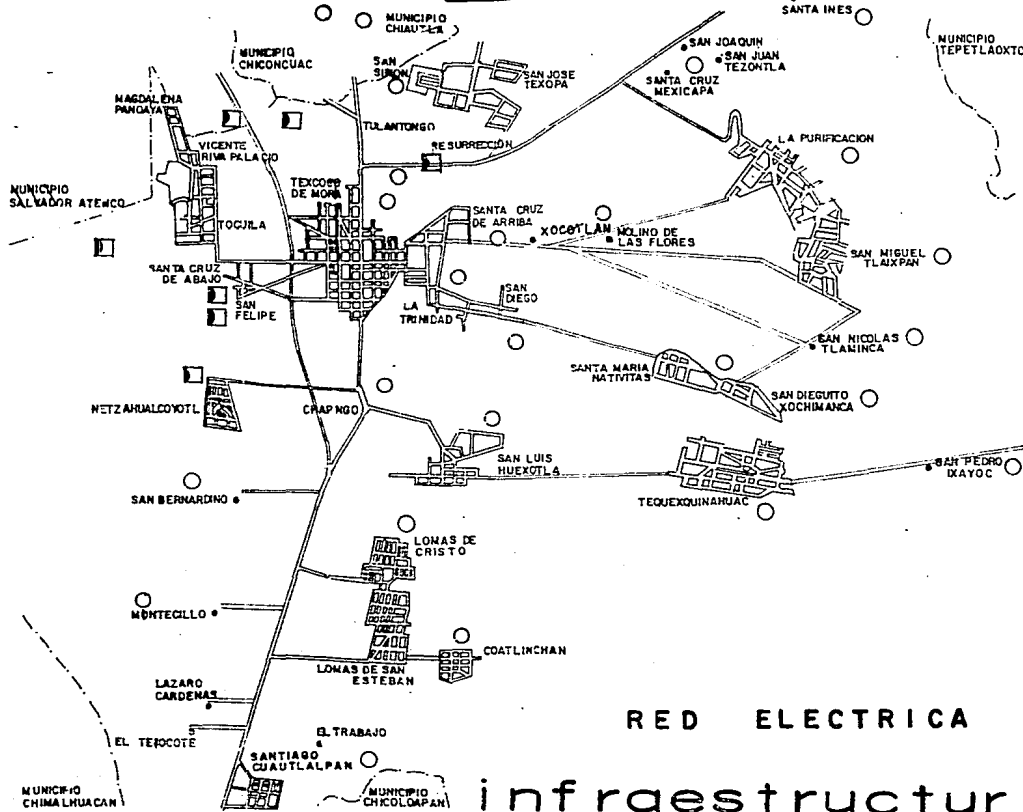 MUNICIPIO
CHIAUTLA
SANTA INES
MUNICIPIO
TEPETLAOXTO
MUNICIPIO
CHICONCUAC
SAN JOAQUIN
SAN JUAN
TEZONTLA
SANTA CRUZ
MEXICAPA
SAN
SIMON
SAN JOSE
TEXOPA
MAGDALENA
PANOAYA
TULANTONGO
VICENTE
RIVA PALACIO
RESURRECCION
LA PURIFICACION
MUNICIPIO
SALVADOR ATENCO
TEXCOCO
DE MORA
SANTA CRUZ
DE ARRIBA
TOCUILA
XOCOTLAN
MOLINO DE
LAS FLORES
SAN MIGUEL
TLAIXPAN
SANTA CRUZ
DE ABAJO
SAN
FELIPE
LA
TRINIDAD
SAN
DIEGO
SAN NICOLAS
TLAMINCA
SANTA MARIA
NATIVITAS
SAN DIEGUITO
XOCHIMANCA
NETZAHUALCOYOTL
CHAPINGO
SAN LUIS
HUEXOTLA
SAN PEDRO
IXAYOC
SAN BERNARDINO
TEQUEXQUINAHUAC
LOMAS DE
CRISTO
MONTECILLO
COATLINCHAN
LOMAS DE SAN
ESTEBAN
LAZARO
CARDENAS
RED ELECTRICA
EL TEJOCOTE
EL TRABAJO
SANTIAGO
CUAUTLALPAN
MUNICIPIO
CHIMALHUACAN
MUNICIPIO
CHICOLOAPAN
infraestructur